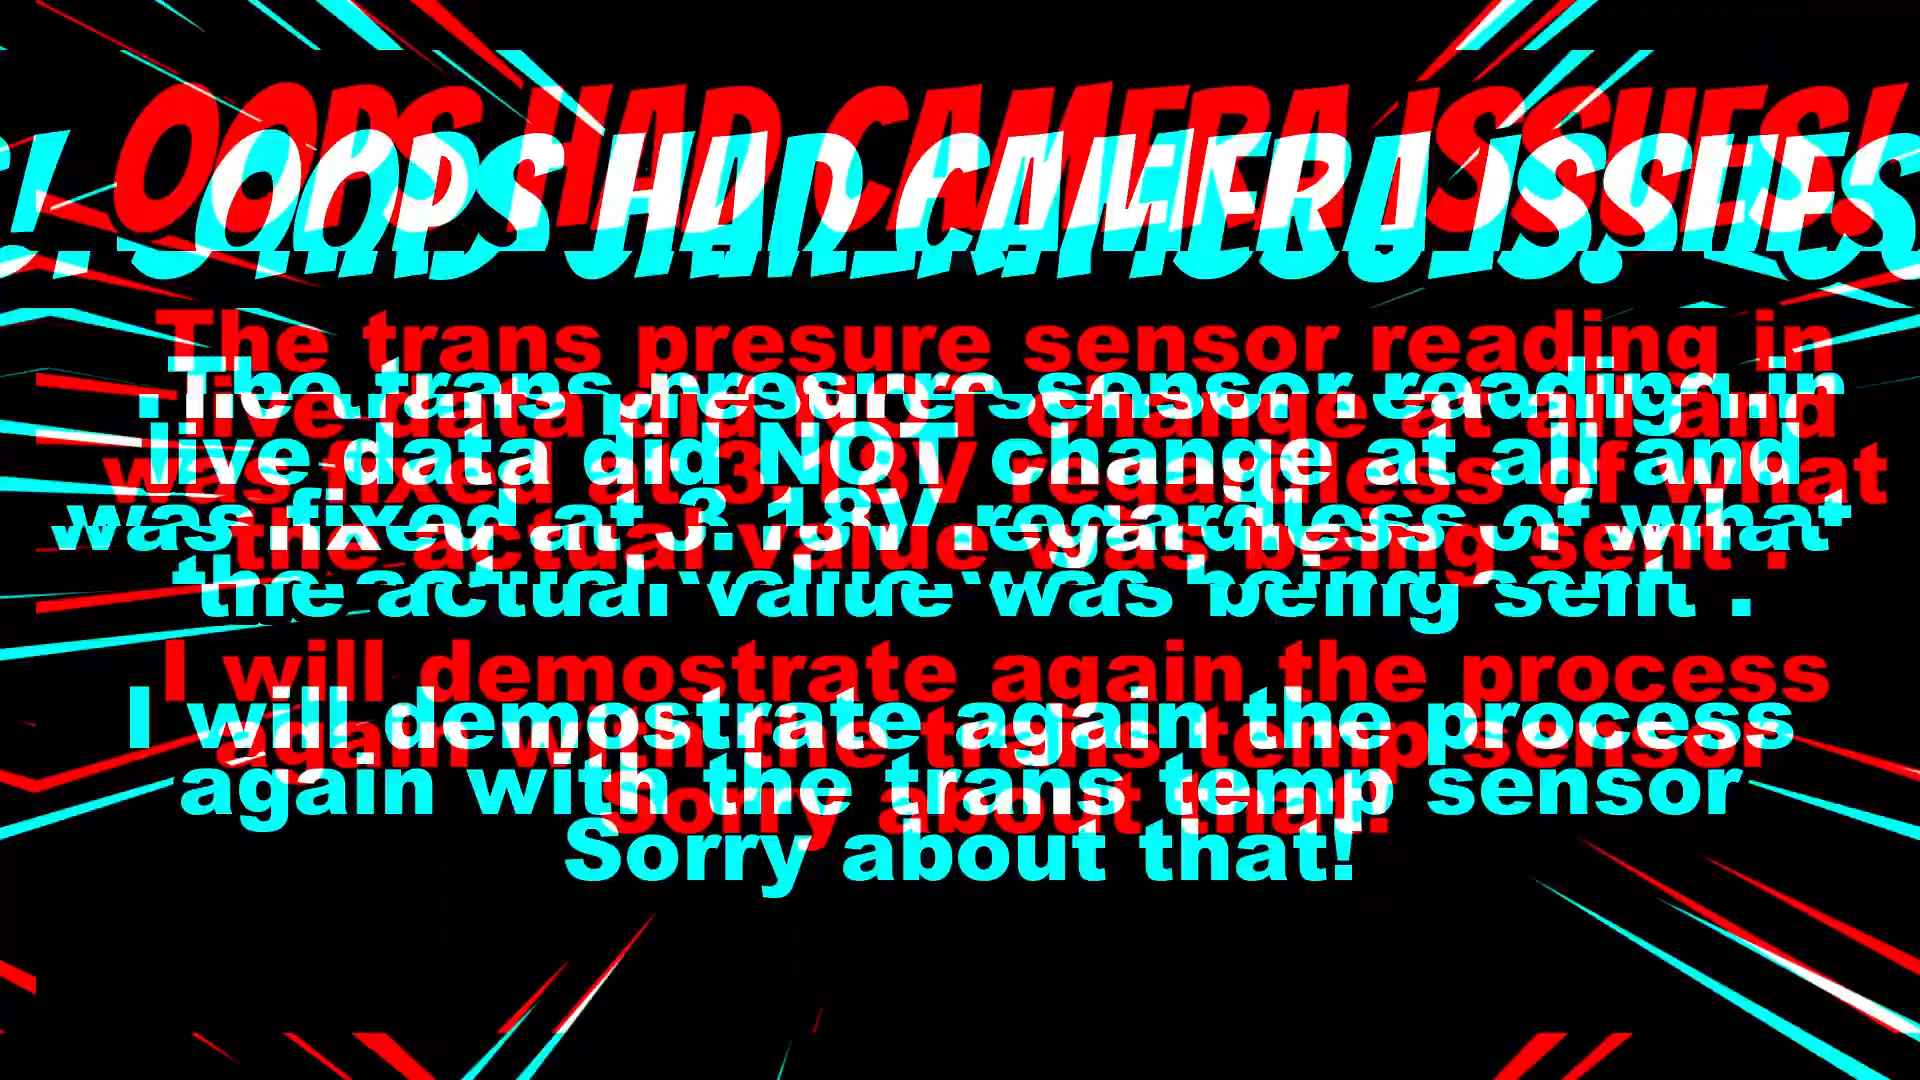 OOPS HAD CAMERA ISSUES!
The trans presure sensor reading in
live data did NOT change at all and
was fixed at 3.18V regardless of what
the actual value was being sent .
I will demostrate again the process
again with the trans temp sensor
Sorry about that!